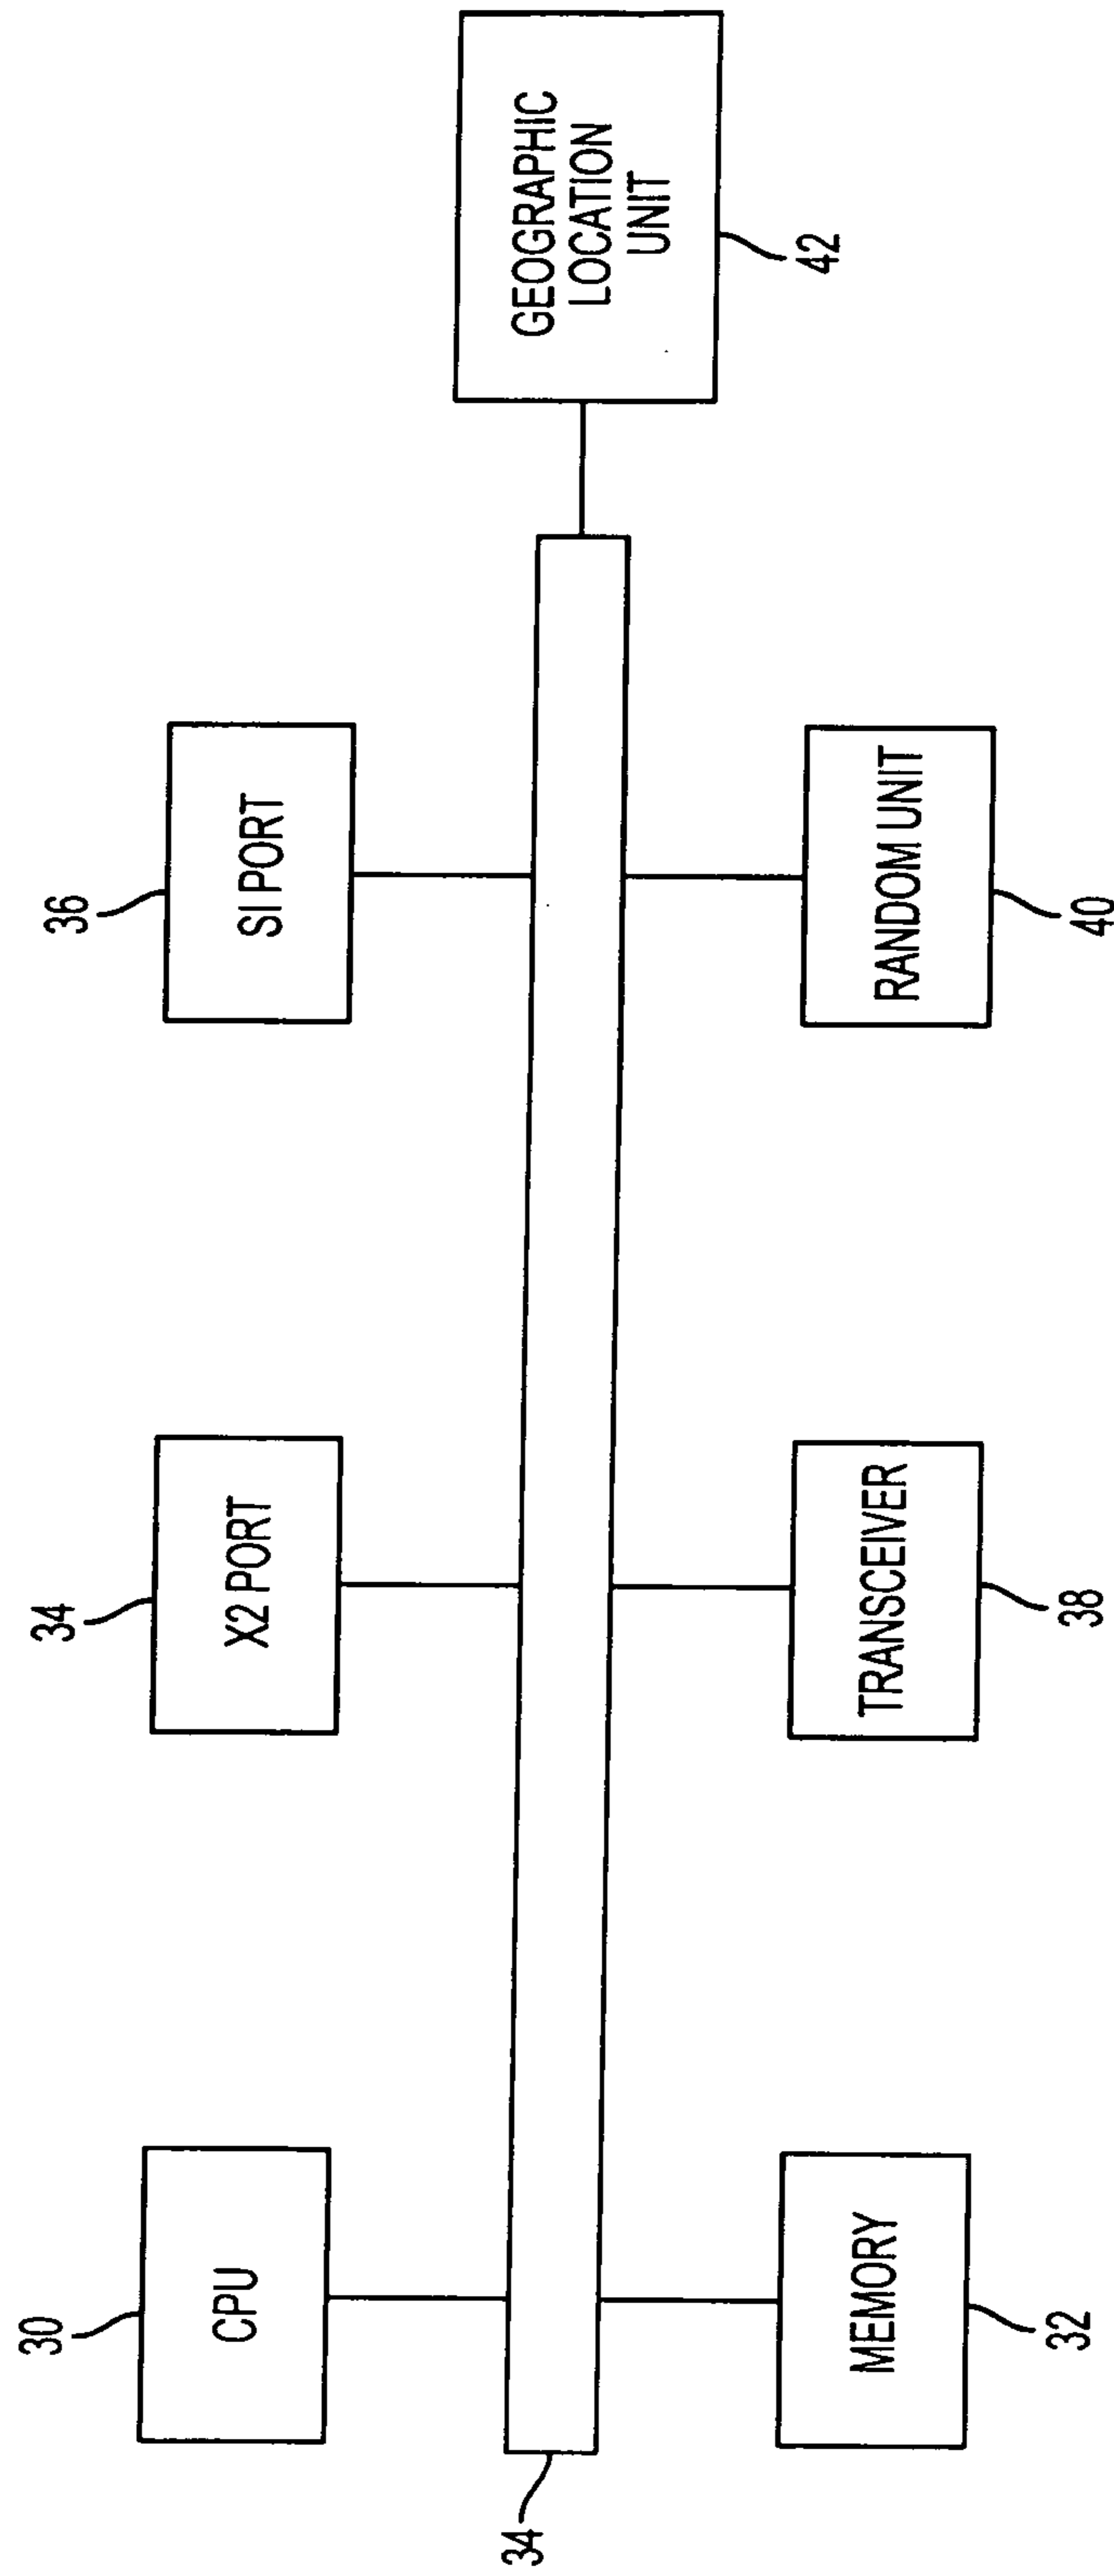 30
CPU
34
X2 PORT
36
SI PORT
34
GEOGRAPHIC
LOCATION
UNIT
42
MEMORY
32
TRANSCEIVER
38
RANDOM UNIT
40